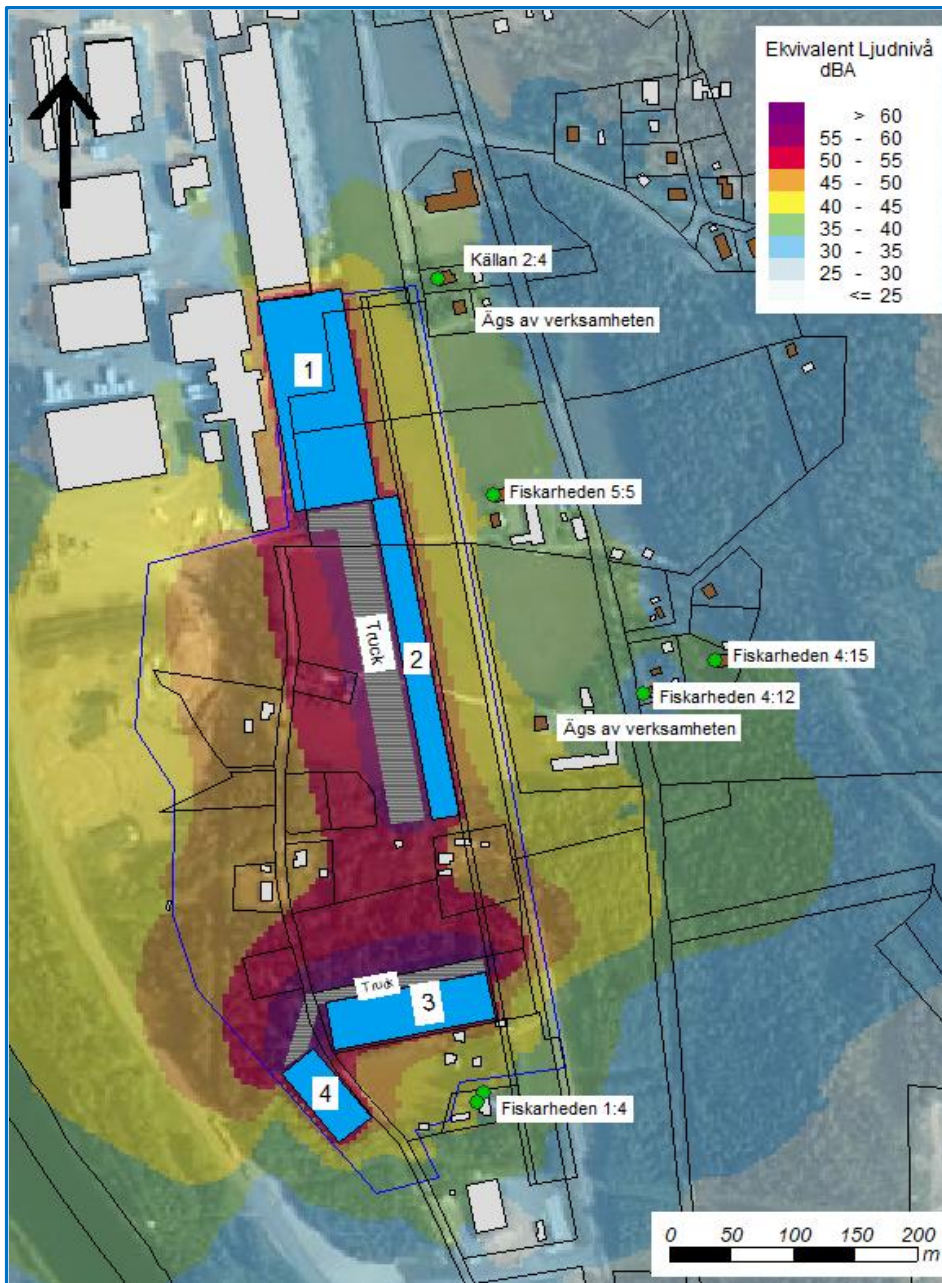 Ekvivalent Ljudnivå
dBA
> 60
55 - 60
50 - 55
45 - 50
40 - 45
35 - 40
30 - 35
25 - 30
<= 25
Källan 2:4
Ägs av verksamheten
1
Fiskarheden 5:5
Truck
2
Fiskarheden 4:15
Fiskarheden 4:12
Ägs av verksamheten
Truck
3
4
Fiskarheden 1:4
0 50 100 150 200
m